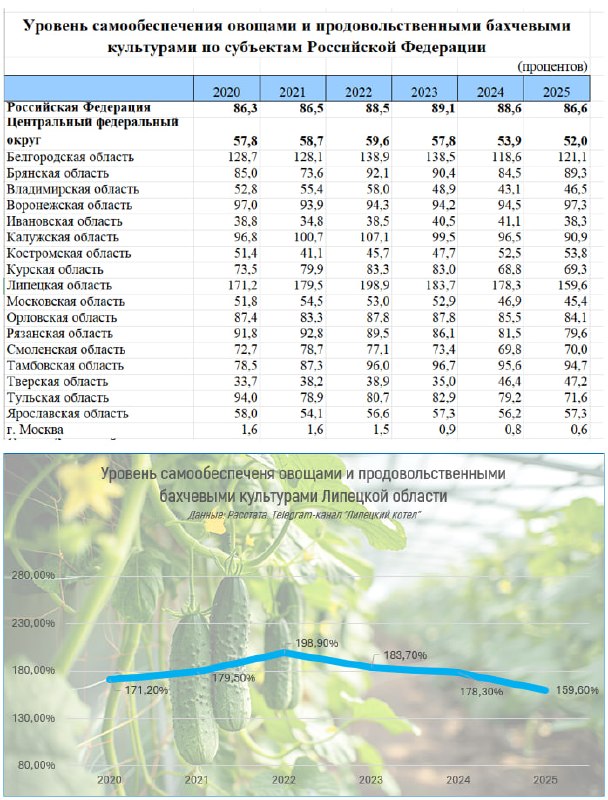 Уровень самообеспечения овощами и продовольственными бахчевыми
культурами по субъектам Российской Федерации
(процентов)
2020 2021 2022 2023 2024 2025
Российская Федерация 86,3 86,5 88,5 89,1 88,6 86,6
Центральный федеральный
округ 57,8 58,7 59,6 57,8 53,9 52,0
Белгородская область 128,7 128,1 138,9 138,5 118,6 121,1
Брянская область 85,0 73,6 92,1 90,4 84,5 89,3
Владимирская область 52,8 55,4 58,0 48,9 43,1 46,5
Воронежская область 97,0 93,9 94,3 94,2 94,5 97,3
Ивановская область 38,8 34,8 38,5 40,5 41,1 38,3
Калужская область 96,8 100,7 107,1 99,5 96,5 90,9
Костромская область 51,4 41,1 45,7 47,7 52,5 53,8
Курская область 73,5 79,9 83,3 83,0 68,8 69,3
Липецкая область 171,2 179,5 198,9 183,7 178,3 159,6
Московская область 51,8 54,5 53,0 52,9 46,9 45,4
Орловская область 87,4 83,3 87,8 87,8 85,5 84,1
Рязанская область 91,8 92,8 89,5 86,1 81,5 79,6
Смоленская область 72,7 78,7 77,1 73,4 69,8 70,0
Тамбовская область 78,5 87,3 96,0 96,7 95,6 94,7
Тверская область 33,7 38,2 38,9 35,0 46,4 47,2
Тульская область 94,0 78,9 80,7 82,9 79,2 71,6
Ярославская область 58,0 54,1 56,6 57,3 56,2 57,3
г. Москва 1,6 1,6 1,5 0,9 0,8 0,6
Уровень самообеспеченя овощами и продовольственными
бахчевыми культурами Липецкой области
Данные: Росстата, Telegram-канал "Липецкий котел"
280,00%
230,00%
198,90%
183,70%
180,00%
179,50%
171,20%
178,30%
159,60%
130,00%
80,00%
2020 2021 2022 2023 2024 2025